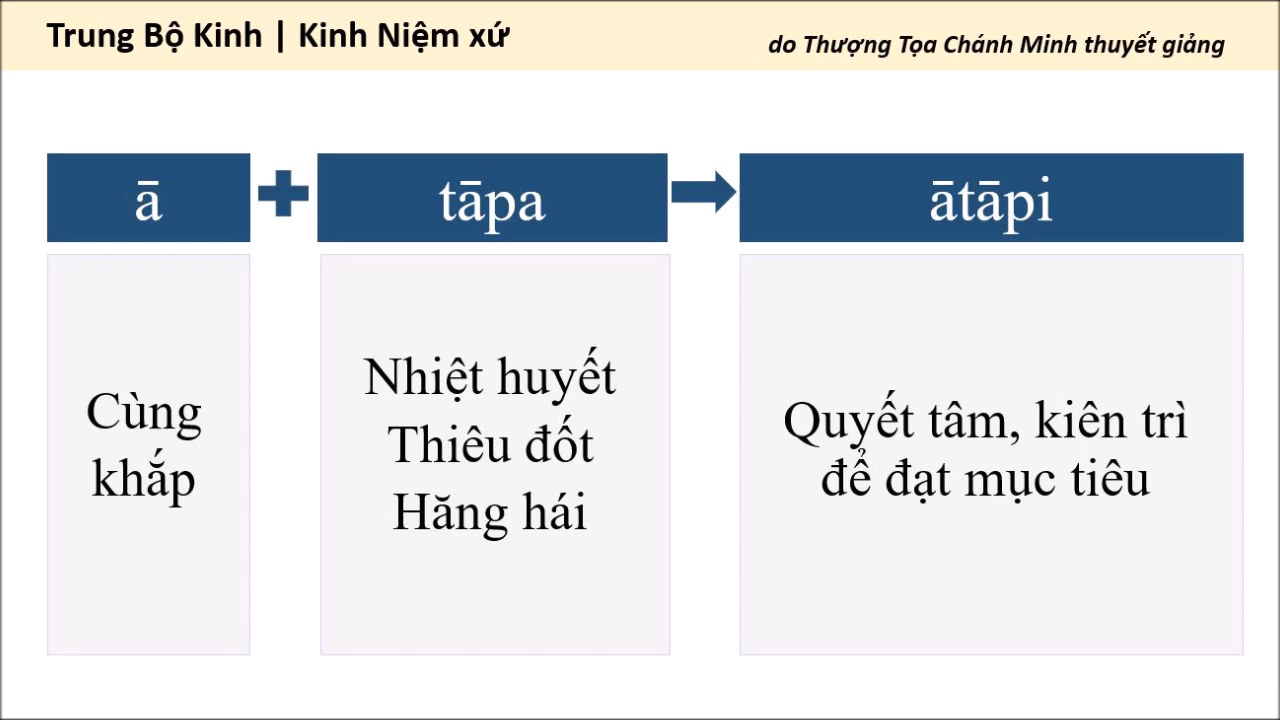 Trung Bộ Kinh | Kinh Niệm xứ
do Thượng Tọa Chánh Minh thuyết giảng
ā
tāpa
ātāpi
Cùng
khắp
Nhiệt huyết
Thiêu đốt
Hăng hái
Quyết tâm, kiên trì
để đạt mục tiêu